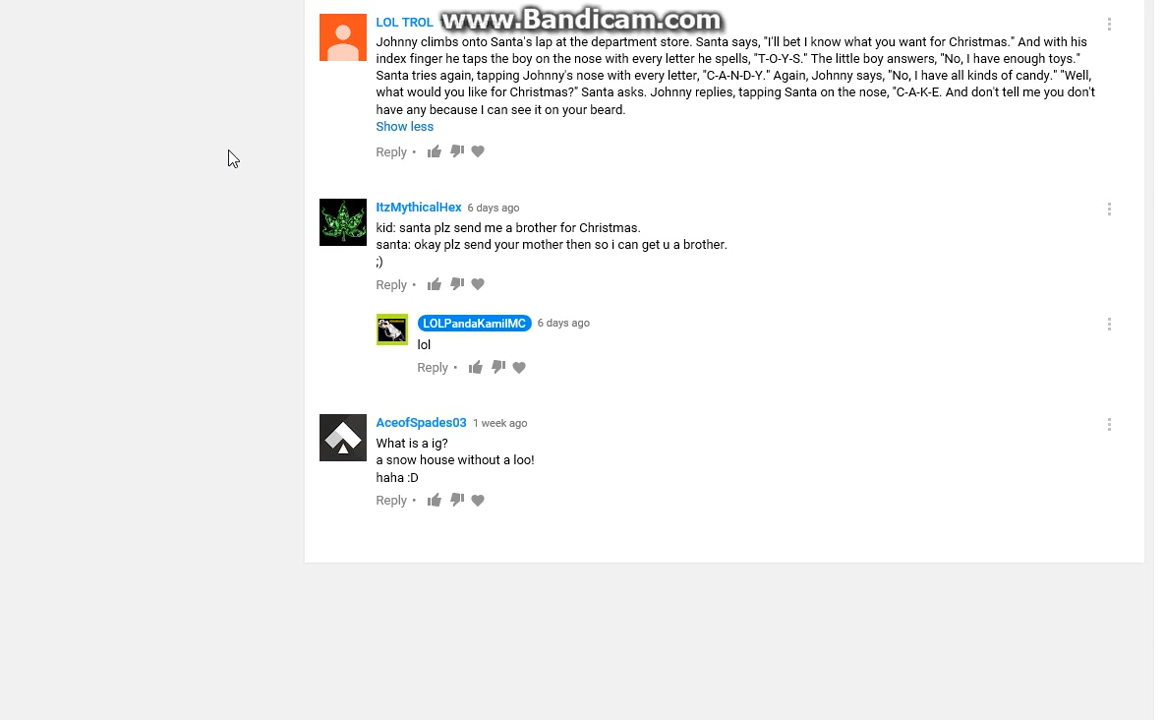 www.Bandicam.com
LOL TROL
Johnny climbs onto Santa's lap at the department store. Santa says, "I'll bet I know what you want for Christmas." And with his
index finger he taps the boy on the nose with every letter he spells, "T-O-Y-S." The little boy answers, "No, I have enough toys."
Santa tries again, tapping Johnny's nose with every letter, "C-A-N-D-Y." Again, Johnny says, "No, I have all kinds of candy." "Well,
what would you like for Christmas?" Santa asks. Johnny replies, tapping Santa on the nose, "C-A-K-E. And don't tell me you don't
have any because I can see it on your beard.
Show less
Reply •
ItzMythicalHex 6 days ago
kid: santa plz send me a brother for Christmas.
santa: okay plz send your mother then so i can get u a brother.
;)
Reply •
LOLPandaKamilMC 6 days ago
lol
Reply •
AceofSpades03 1 week ago
What is a ig?
a snow house without a loo!
haha :D
Reply •